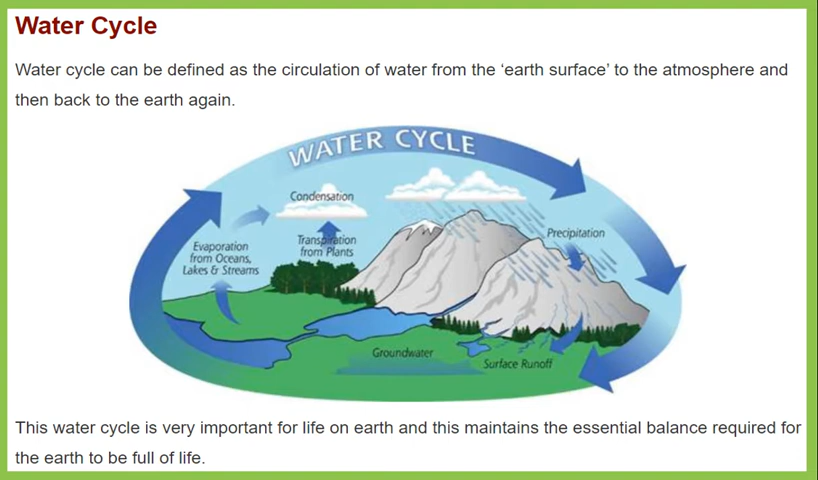 Water Cycle
Water cycle can be defined as the circulation of water from the ‘earth surface’ to the atmosphere and
then back to the earth again.
WATER CYCLE
Condensation
Precipitation
Evaporation
from Oceans,
Lakes & Streams
Transpiration
from Plants
Groundwater
Surface Runoff
This water cycle is very important for life on earth and this maintains the essential balance required for
the earth to be full of life.